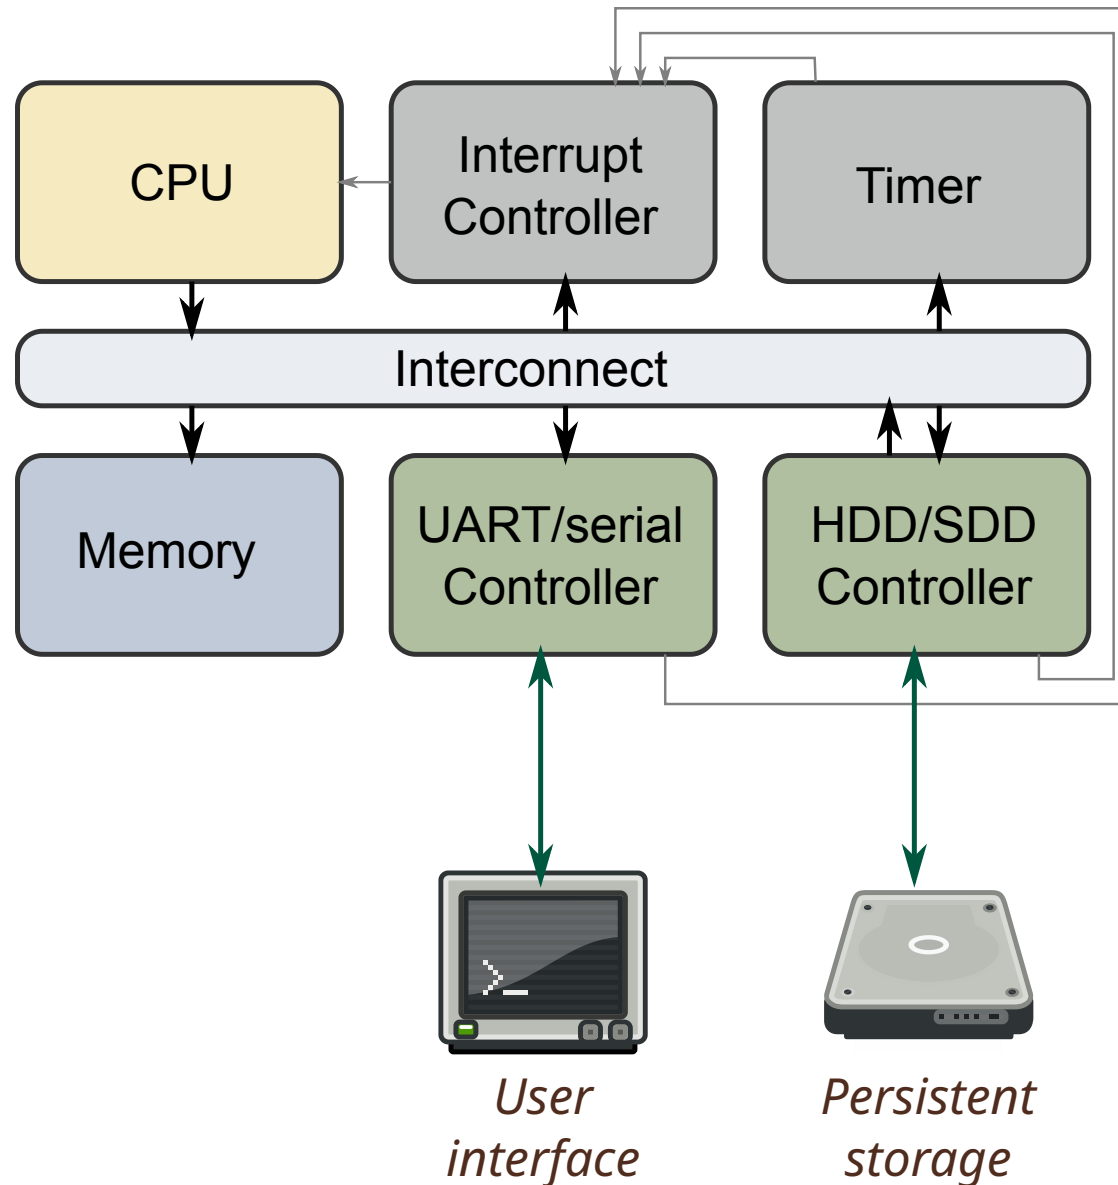 CPU
Interrupt
Controller
Timer
Interconnect
Memory
UART/serial
Controller
HDD/SDD
Controller
>_
User
interface
Persistent
storage